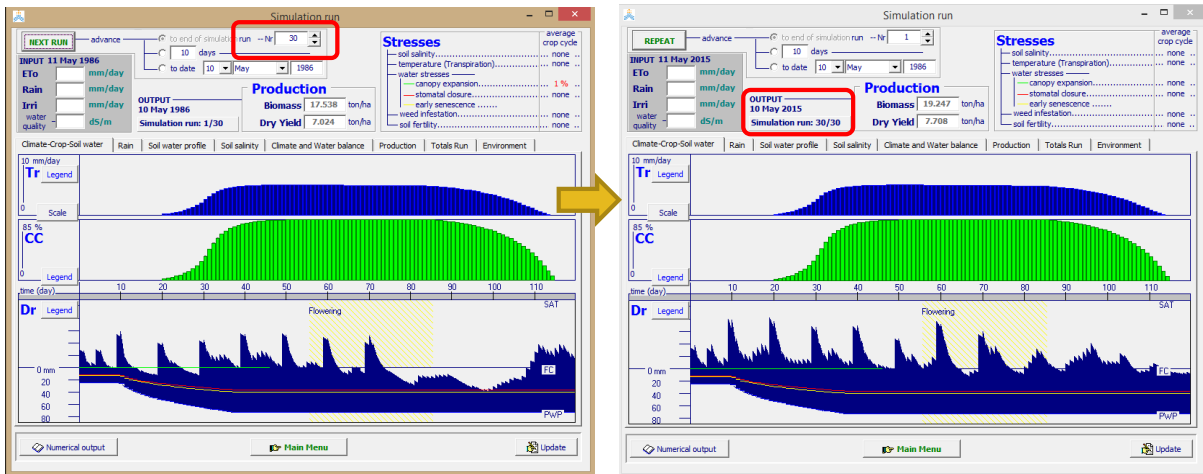 Simulation run
NEXT RUN
advance
to end of simulation run -- Nr 30
10 days
to date 10 May 1986
INPUT 11 May 1986
ETo mm/day
Rain mm/day
Irri mm/day
water quality dS/m
OUTPUT
10 May 1986
Simulation run: 1/30
Production
Biomass 17.538 ton/ha
Dry Yield 7.024 ton/ha
Stresses
average
crop cycle
soil salinity ... none ..
temperature (Transpiration) ... none ..
water stresses
canopy expansion ... 1 % ..
stomatal closure ... none ..
early senescence ......
weed infestation ... none ..
soil fertility ... none ..
Climate-Crop-Soil water Rain Soil water profile Soil salinity Climate and Water balance Production Totals Run Environment
10 mm/day
Tr Legend
0
Scale
85 %
CC
0
Legend
time (day)
10 20 30 40 50 60 70 80 90 100 110
Dr Legend
Flowering
SAT
0 mm
FC
20
40
60
PWP
80
Numerical output
Main Menu
Update
Simulation run
REPEAT
advance
to end of simulation run -- Nr 1
10 days
to date 10 May 1986
INPUT 11 May 2015
ETo mm/day
Rain mm/day
Irri mm/day
water quality dS/m
OUTPUT
10 May 2015
Simulation run: 30/30
Production
Biomass 19.247 ton/ha
Dry Yield 7.708 ton/ha
Stresses
average
crop cycle
soil salinity ... none ..
temperature (Transpiration) ... none ..
water stresses
canopy expansion ... none ..
stomatal closure ... none ..
early senescence ......
weed infestation ... none ..
soil fertility ... none ..
Climate-Crop-Soil water Rain Soil water profile Soil salinity Climate and Water balance Production Totals Run Environment
10 mm/day
Tr Legend
0
Scale
85 %
CC
0
Legend
time (day)
10 20 30 40 50 60 70 80 90 100 110
Dr Legend
Flowering
SAT
0 mm
FC
20
40
60
PWP
80
Numerical output
Main Menu
Update